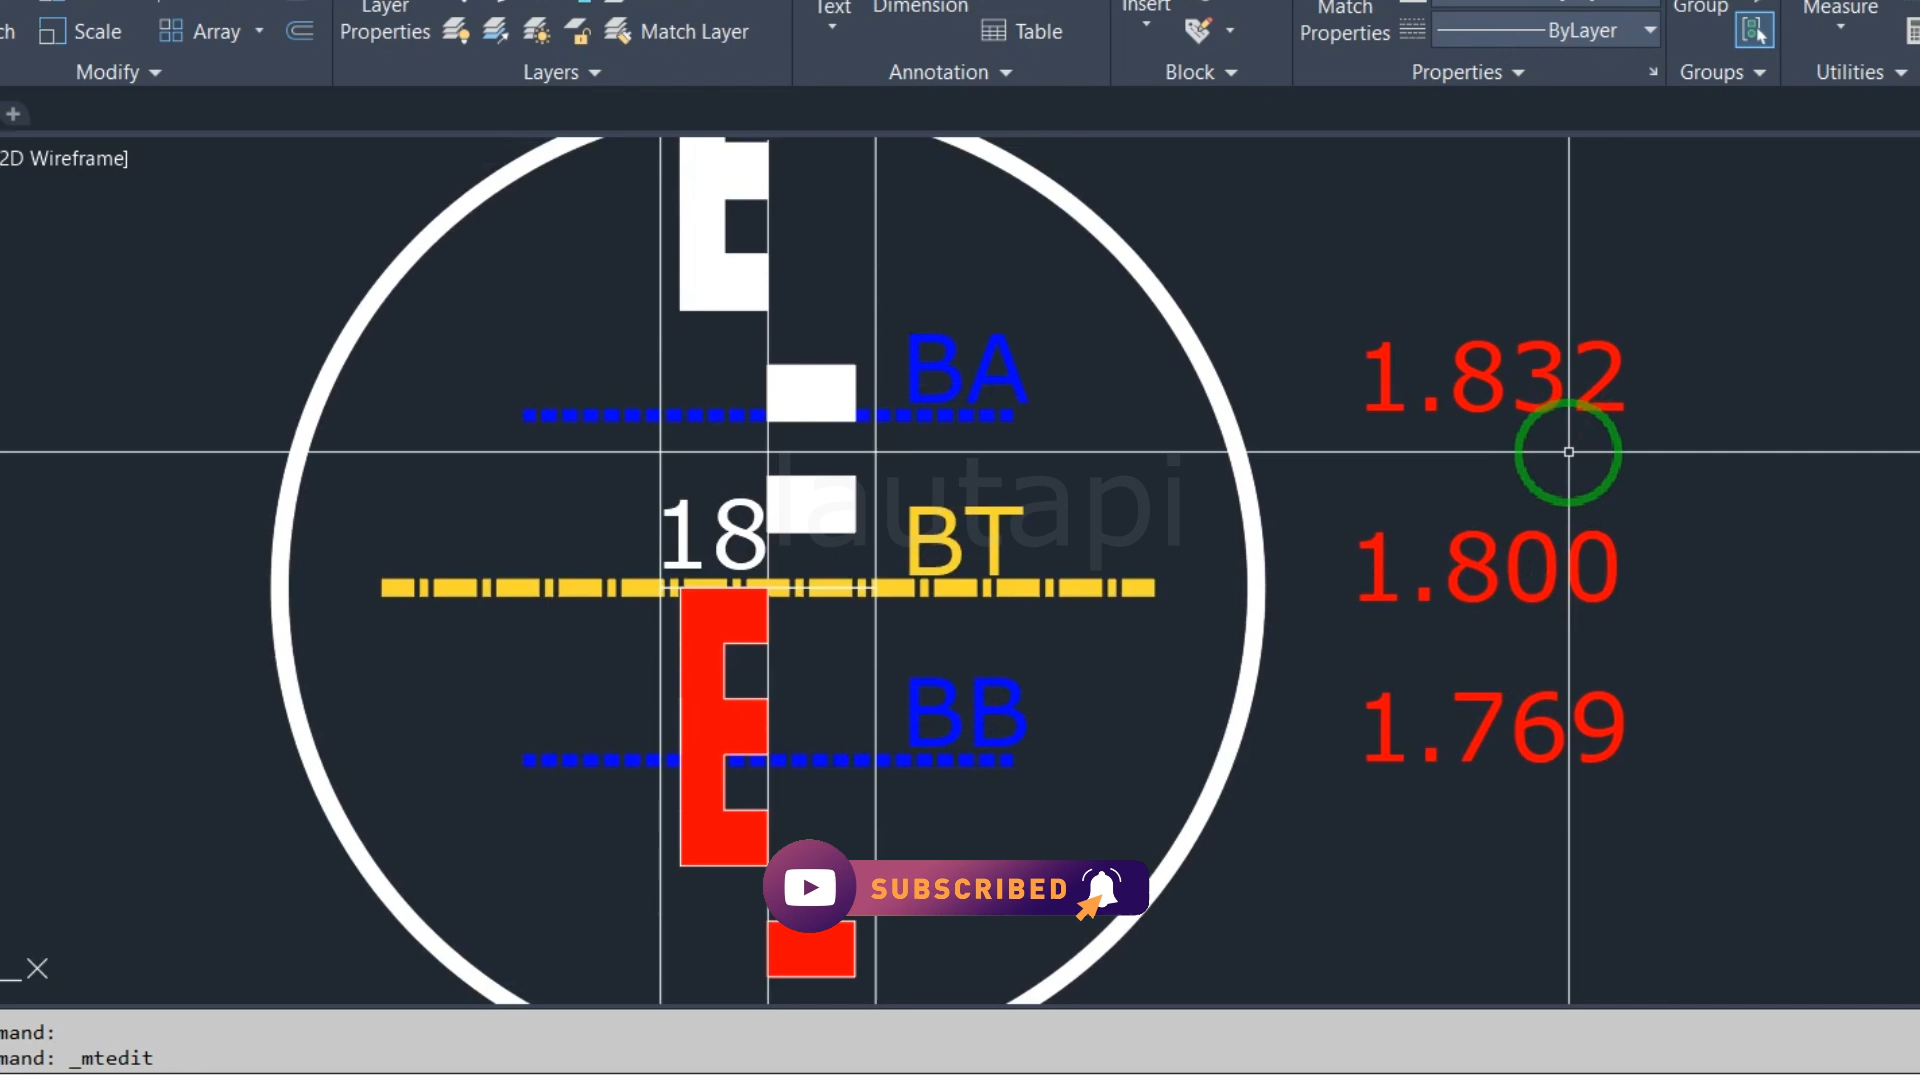 Layer
Text
Dimension
Insert
Match
Group
Measure
ch
Scale
Array
Properties
Match Layer
Table
Properties
ByLayer
Modify
Layers
Annotation
Block
Properties
Groups
Utilities
2D Wireframe]
BA
1.832
lautapi
18
BT
1.800
BB
1.769
SUBSCRIBED
X
mand:
mand: _mtedit